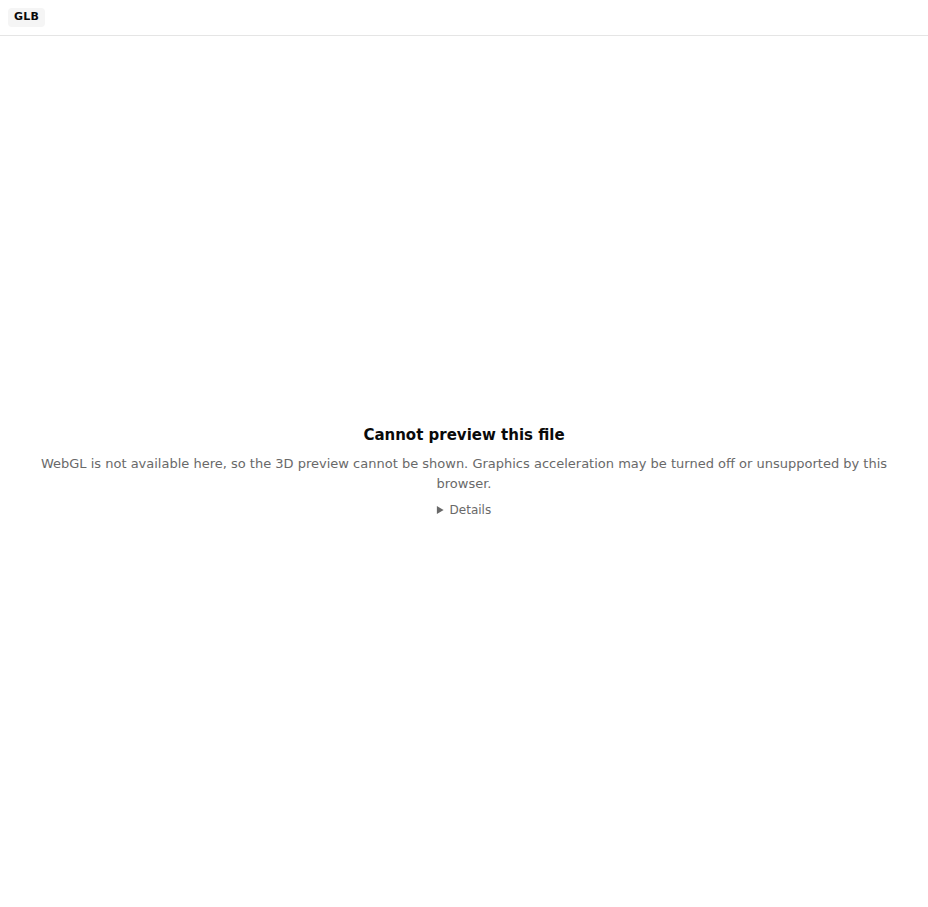 GLB
Cannot preview this file
WebGL is not available here, so the 3D preview cannot be shown. Graphics acceleration may be turned off or unsupported by this
browser.
Details